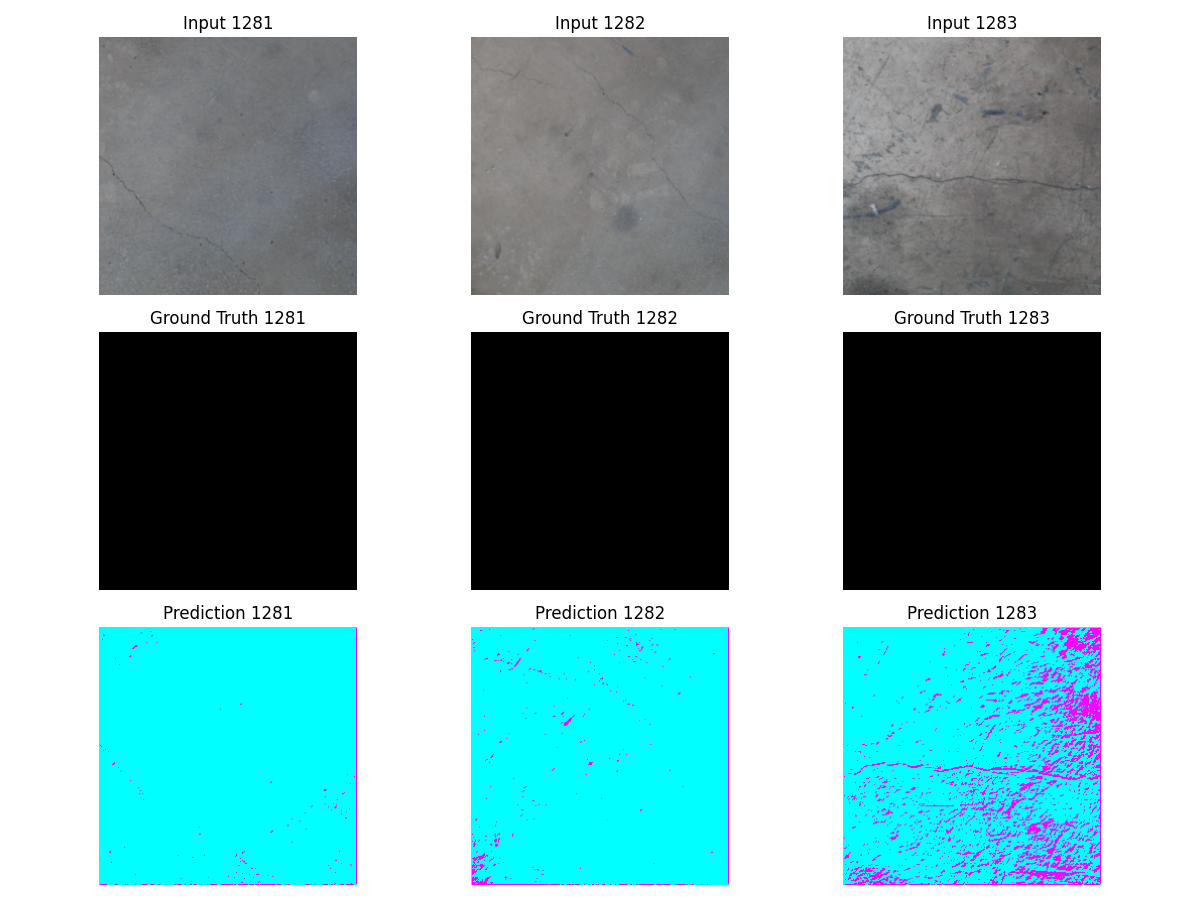 Input 1281
Input 1282
Input 1283
Ground Truth 1281
Ground Truth 1282
Ground Truth 1283
Prediction 1281
Prediction 1282
Prediction 1283